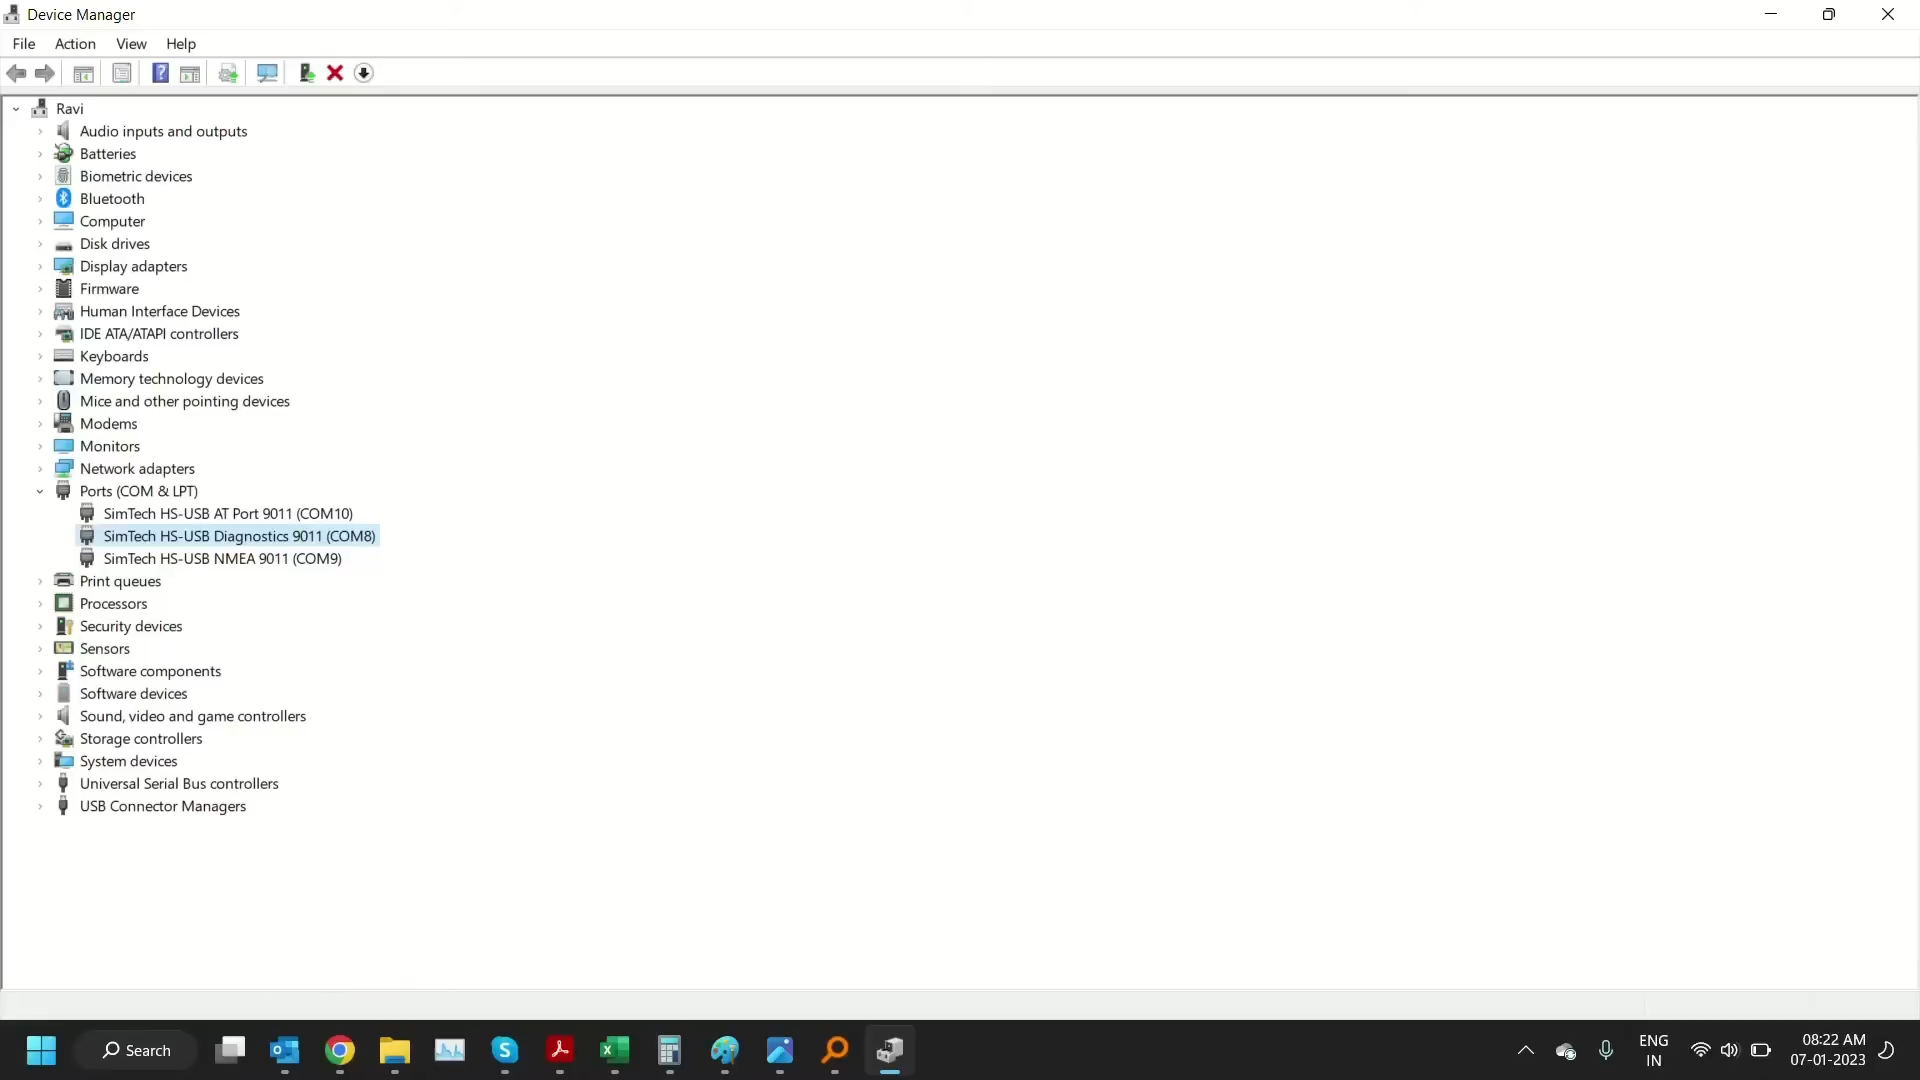 Device Manager
File Action View Help
?
Ravi
Audio inputs and outputs
Batteries
Biometric devices
Bluetooth
Computer
Disk drives
Display adapters
Firmware
Human Interface Devices
IDE ATA/ATAPI controllers
Keyboards
Memory technology devices
Mice and other pointing devices
Modems
Monitors
Network adapters
Ports (COM & LPT)
SimTech HS-USB AT Port 9011 (COM10)
SimTech HS-USB Diagnostics 9011 (COM8)
SimTech HS-USB NMEA 9011 (COM9)
Print queues
Processors
Security devices
Sensors
Software components
Software devices
Sound, video and game controllers
Storage controllers
System devices
Universal Serial Bus controllers
USB Connector Managers
Search
ENG
IN
08:22 AM
07-01-2023